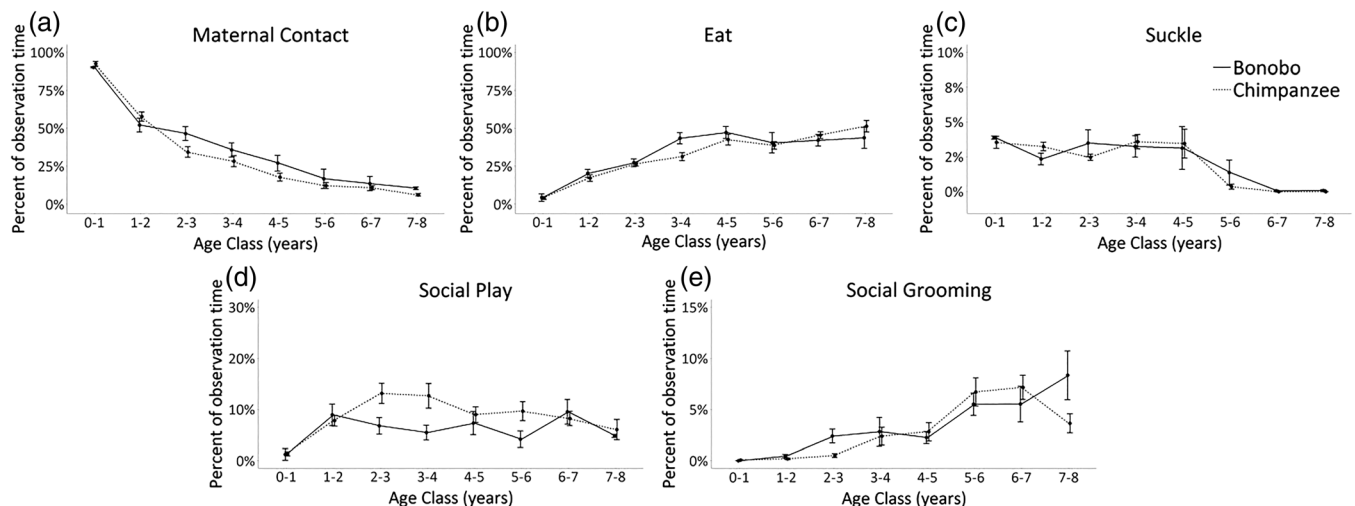 (a)
Maternal Contact
Percent of observation time
100%
75%
50%
25%
0%
0-1 1-2 2-3 3-4 4-5 5-6 6-7 7-8
Age Class (years)
(b)
Eat
Percent of observation time
100%
75%
50%
25%
0%
0-1 1-2 2-3 3-4 4-5 5-6 6-7 7-8
Age Class (years)
(c)
Suckle
Percent of observation time
10%
8%
5%
2%
0%
Bonobo
Chimpanzee
0-1 1-2 2-3 3-4 4-5 5-6 6-7 7-8
Age Class (years)
(d)
Social Play
Percent of observation time
30%
20%
10%
0%
0-1 1-2 2-3 3-4 4-5 5-6 6-7 7-8
Age Class (years)
(e)
Social Grooming
Percent of observation time
15%
10%
5%
0%
0-1 1-2 2-3 3-4 4-5 5-6 6-7 7-8
Age Class (years)